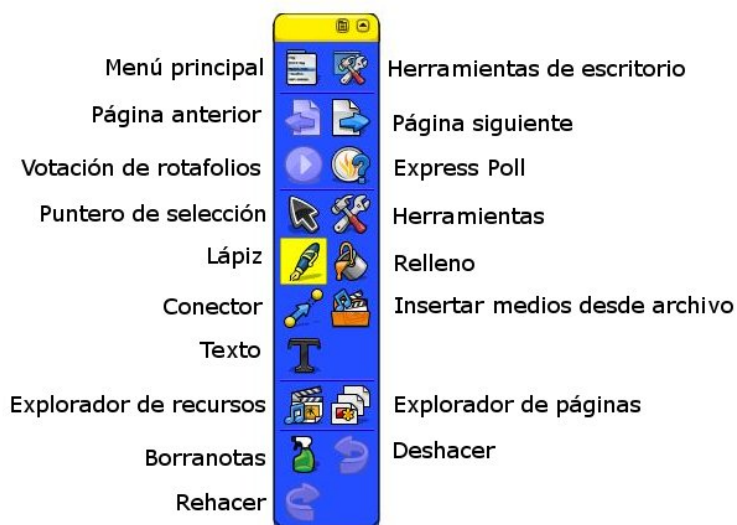 Menú principal
Herramientas de escritorio
Página anterior
Página siguiente
Votación de rotafolios
Express Poll
Puntero de selección
Herramientas
Lápiz
Relleno
Conector
Insertar medios desde archivo
Texto
T
Explorador de recursos
Explorador de páginas
Borranotas
Deshacer
Rehacer